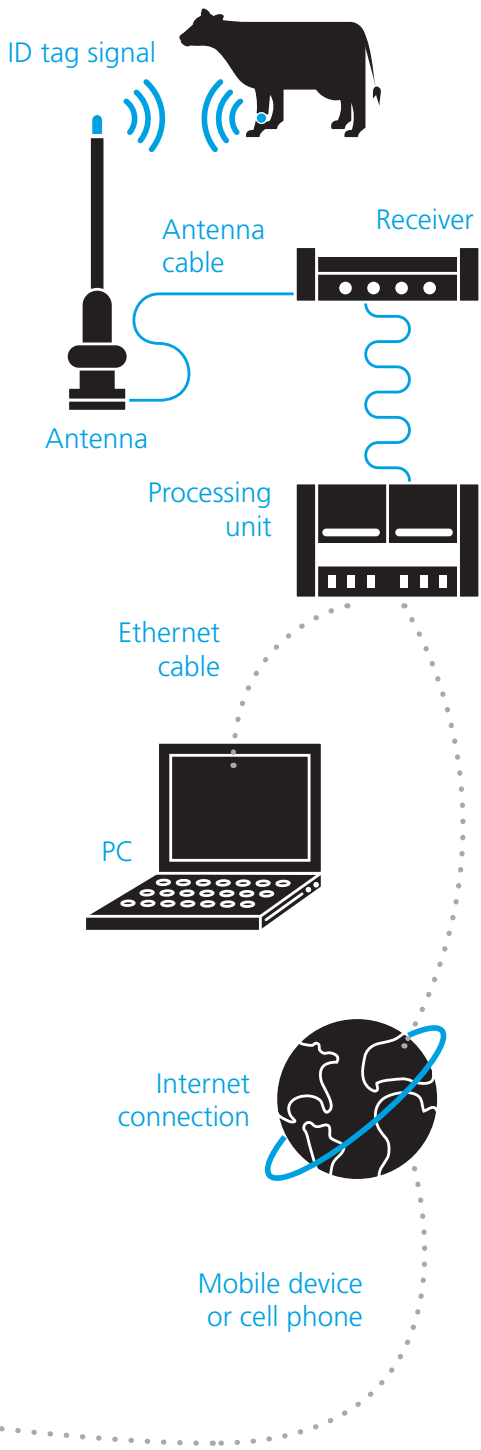 ID tag signal
Antenna
cable
Receiver
Antenna
Processing
unit
Ethernet
cable
PC
Internet
connection
Mobile device
or cell phone